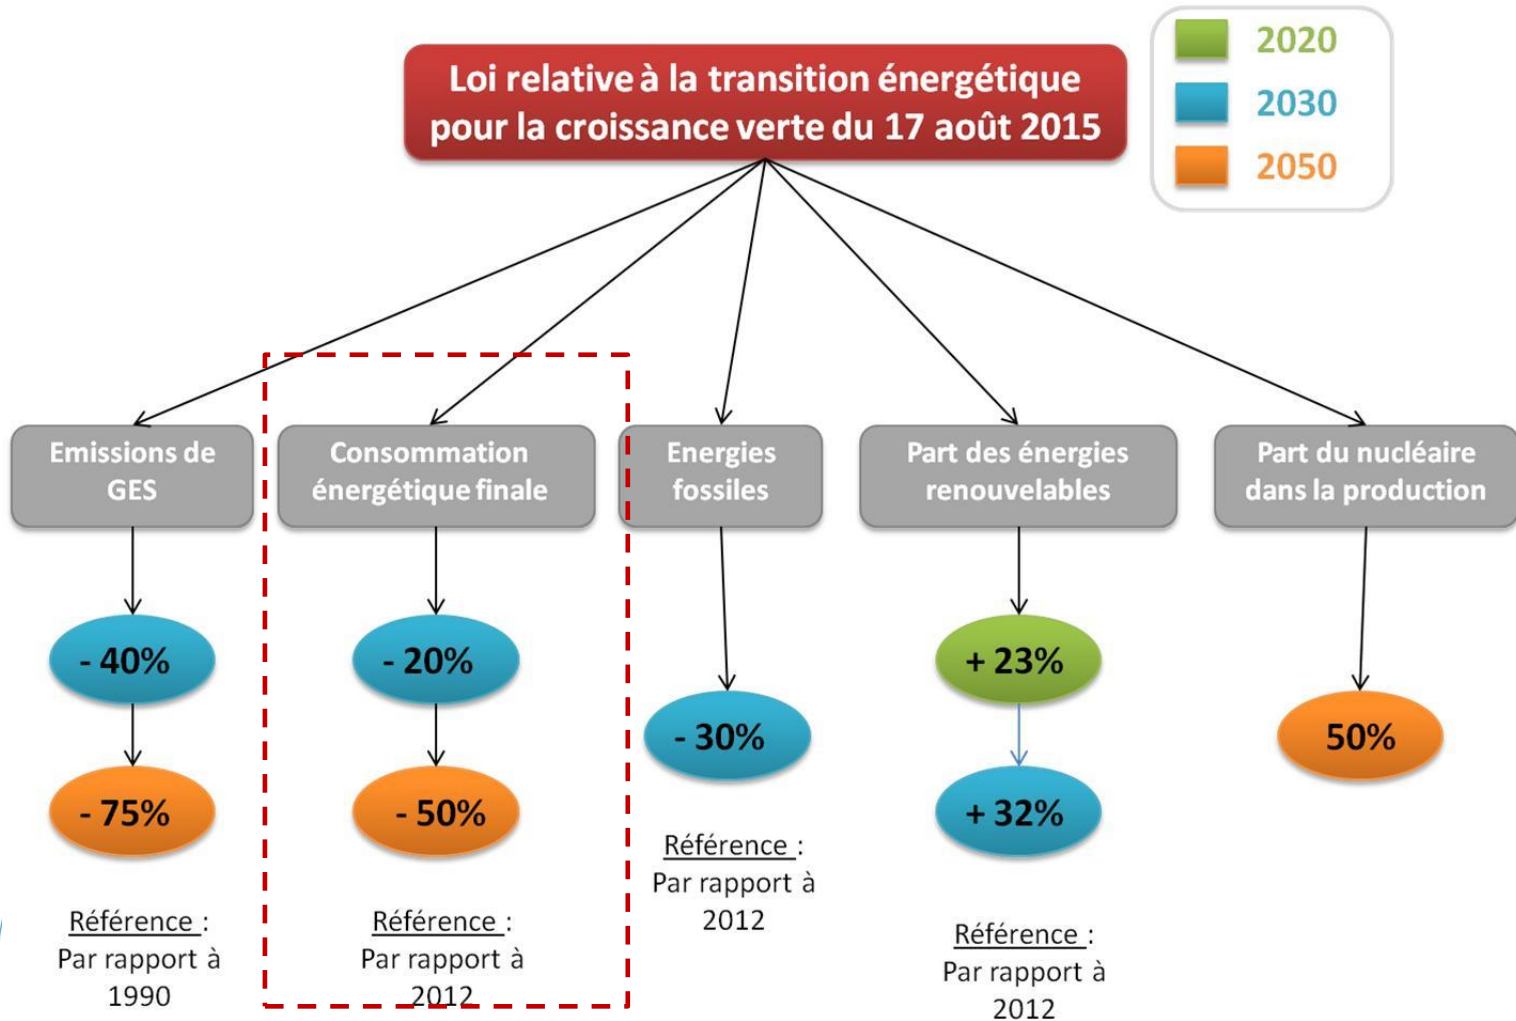 Loi relative à la transition énergétique
pour la croissance verte du 17 août 2015
2020
2030
2050
Emissions de
GES
- 40%
- 75%
Référence :
Par rapport à
1990
Consommation
énergétique finale
- 20%
- 50%
Référence :
Par rapport à
2012
Energies
fossiles
- 30%
Référence :
Par rapport à
2012
Part des énergies
renouvelables
+ 23%
+ 32%
Référence :
Par rapport à
2012
Part du nucléaire
dans la production
50%